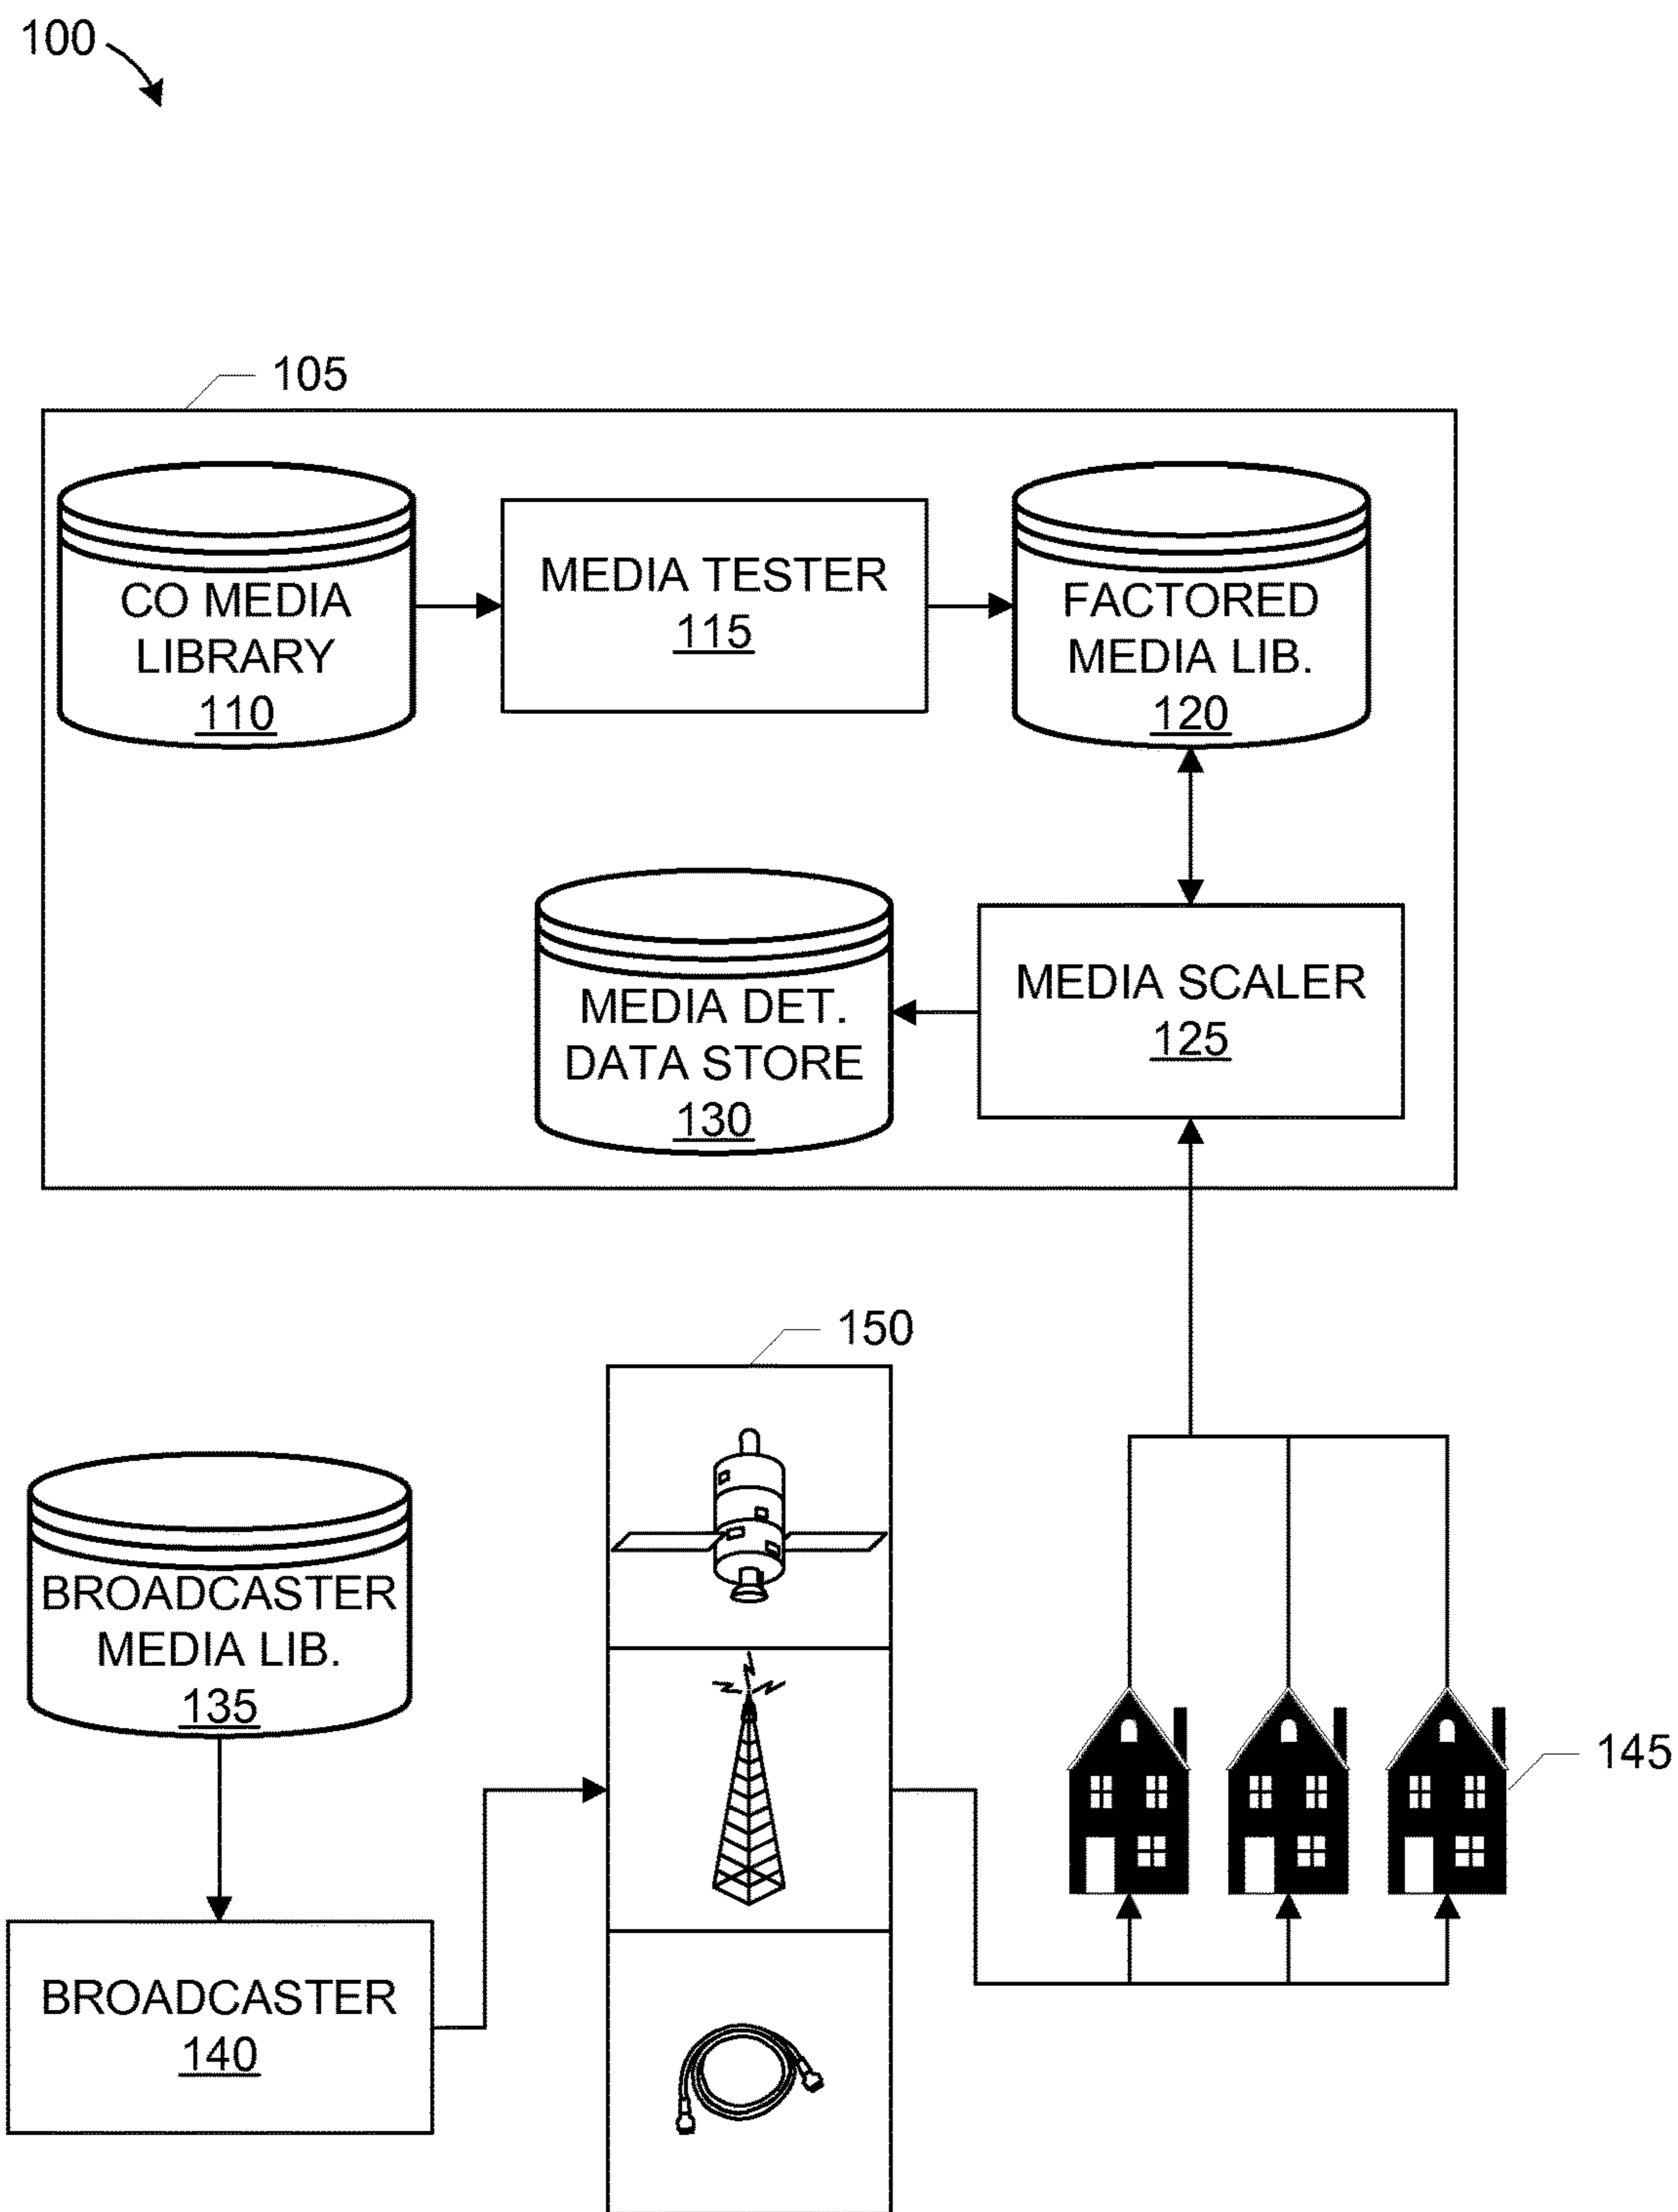 100
105
CO MEDIA
LIBRARY
110
MEDIA TESTER
115
FACTORED
MEDIA LIB.
120
MEDIA DET.
DATA STORE
130
MEDIA SCALER
125
150
BROADCASTER
MEDIA LIB.
135
145
BROADCASTER
140